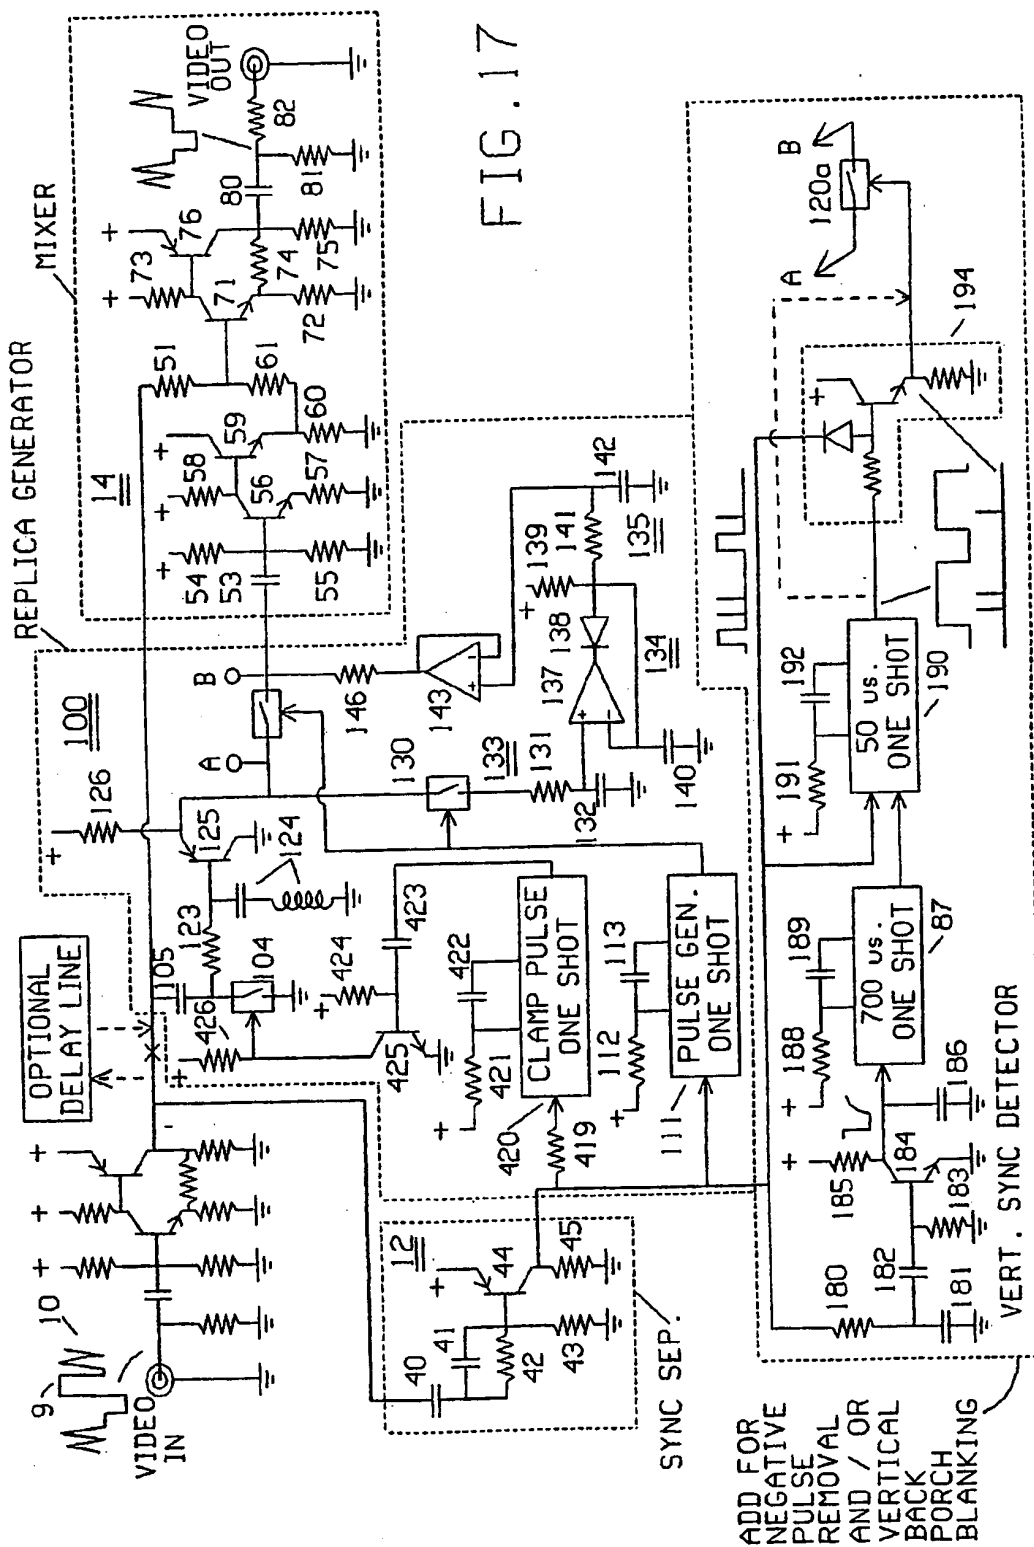 FIG. 17
REPLICA GENERATOR
MIXER
VIDEO
OUT
14
82
81
80
76
73
71
74
72
75
51
61
59
58
56
60
57
54
53
55
100
126
125
124
123
OPTIONAL
DELAY LINE
105
104
426
+
-
10
9
VIDEO
IN
A
B
130
133
131
132
146
143
137
138
134
139
141
135
142
140
424
423
425
422
421
CLAMP PULSE
ONE SHOT
420
419
113
112
PULSE GEN.
ONE SHOT
111
12
44
45
41
40
42
43
SYNC SEP.
A
B
120a
194
192
191
50 us.
ONE SHOT
190
189
188
700 us.
ONE SHOT
87
186
185
184
183
182
180
181
VERT. SYNC DETECTOR
ADD FOR
NEGATIVE
PULSE
REMOVAL
AND / OR
VERTICAL
BACK
PORCH
BLANKING